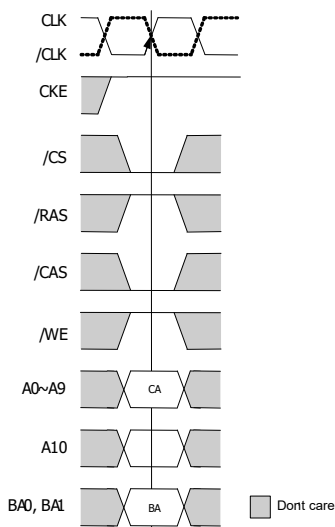 CLK
/CLK
CKE
/CS
/RAS
/CAS
/WE
A0~A9
CA
A10
BA0, BA1
BA
Dont care